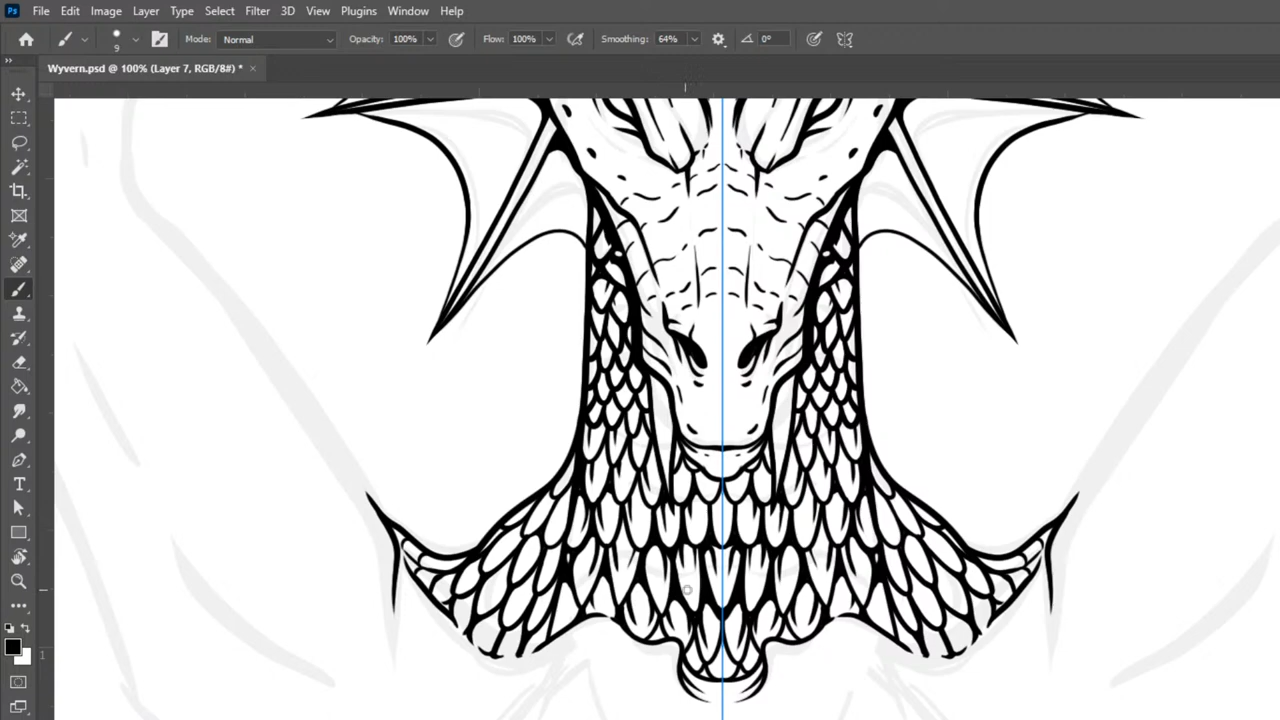 Ps File Edit Image Layer Type Select Filter 3D View Plugins Window Help
9 Mode: Normal Opacity: 100% Flow: 100% Smoothing: 64% 0°
Wyvern.psd @ 100% (Layer 7, RGB/8#) * ×
T
1